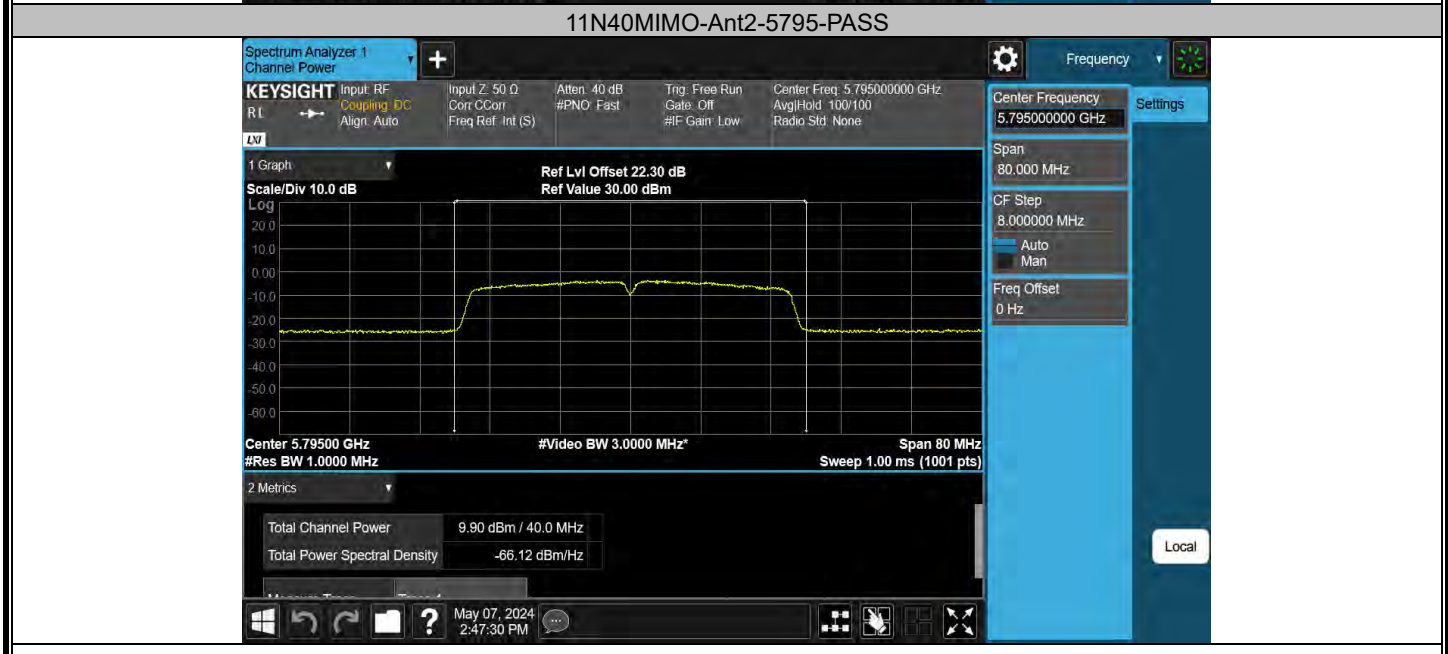 11N40MIMO-Ant2-5795-PASS
Spectrum Analyzer 1
Channel Power
+
Frequency
KEYSIGHT
RL
LXI
Input: RF
Coupling: DC
Align: Auto
Input Z: 50 Ω
Corr CCorr
Freq Ref: Int (S)
Atten: 40 dB
#PNO: Fast
Trig: Free Run
Gate: Off
#IF Gain: Low
Center Freq: 5.795000000 GHz
Avg|Hold: 100/100
Radio Std: None
Center Frequency
5.795000000 GHz
Settings
Span
80.000 MHz
CF Step
8.000000 MHz
Auto
Man
Freq Offset
0 Hz
1 Graph
Scale/Div 10.0 dB
Ref Lvl Offset 22.30 dB
Ref Value 30.00 dBm
Log
20.0
10.0
0.00
-10.0
-20.0
-30.0
-40.0
-50.0
-60.0
Center 5.79500 GHz
#Video BW 3.0000 MHz*
Span 80 MHz
#Res BW 1.0000 MHz
Sweep 1.00 ms (1001 pts)
2 Metrics
Total Channel Power 9.90 dBm / 40.0 MHz
Total Power Spectral Density -66.12 dBm/Hz
Local
?
May 07, 2024
2:47:30 PM